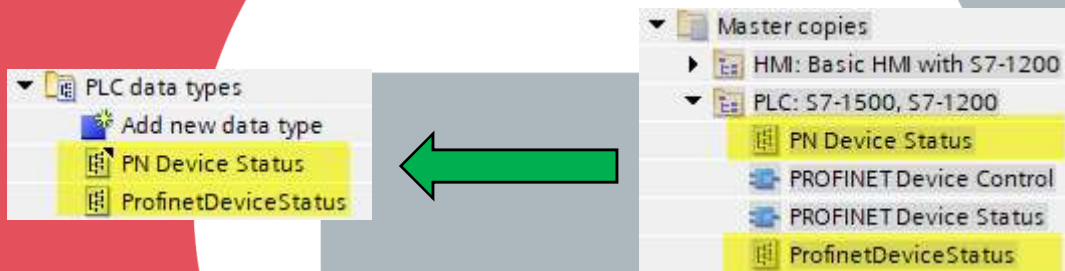 PLC data types
Add new data type
PN Device Status
ProfinetDeviceStatus
Master copies
HMI: Basic HMI with S7-1200
PLC: S7-1500, S7-1200
PN Device Status
PROFINET Device Control
PROFINET Device Status
ProfinetDeviceStatus